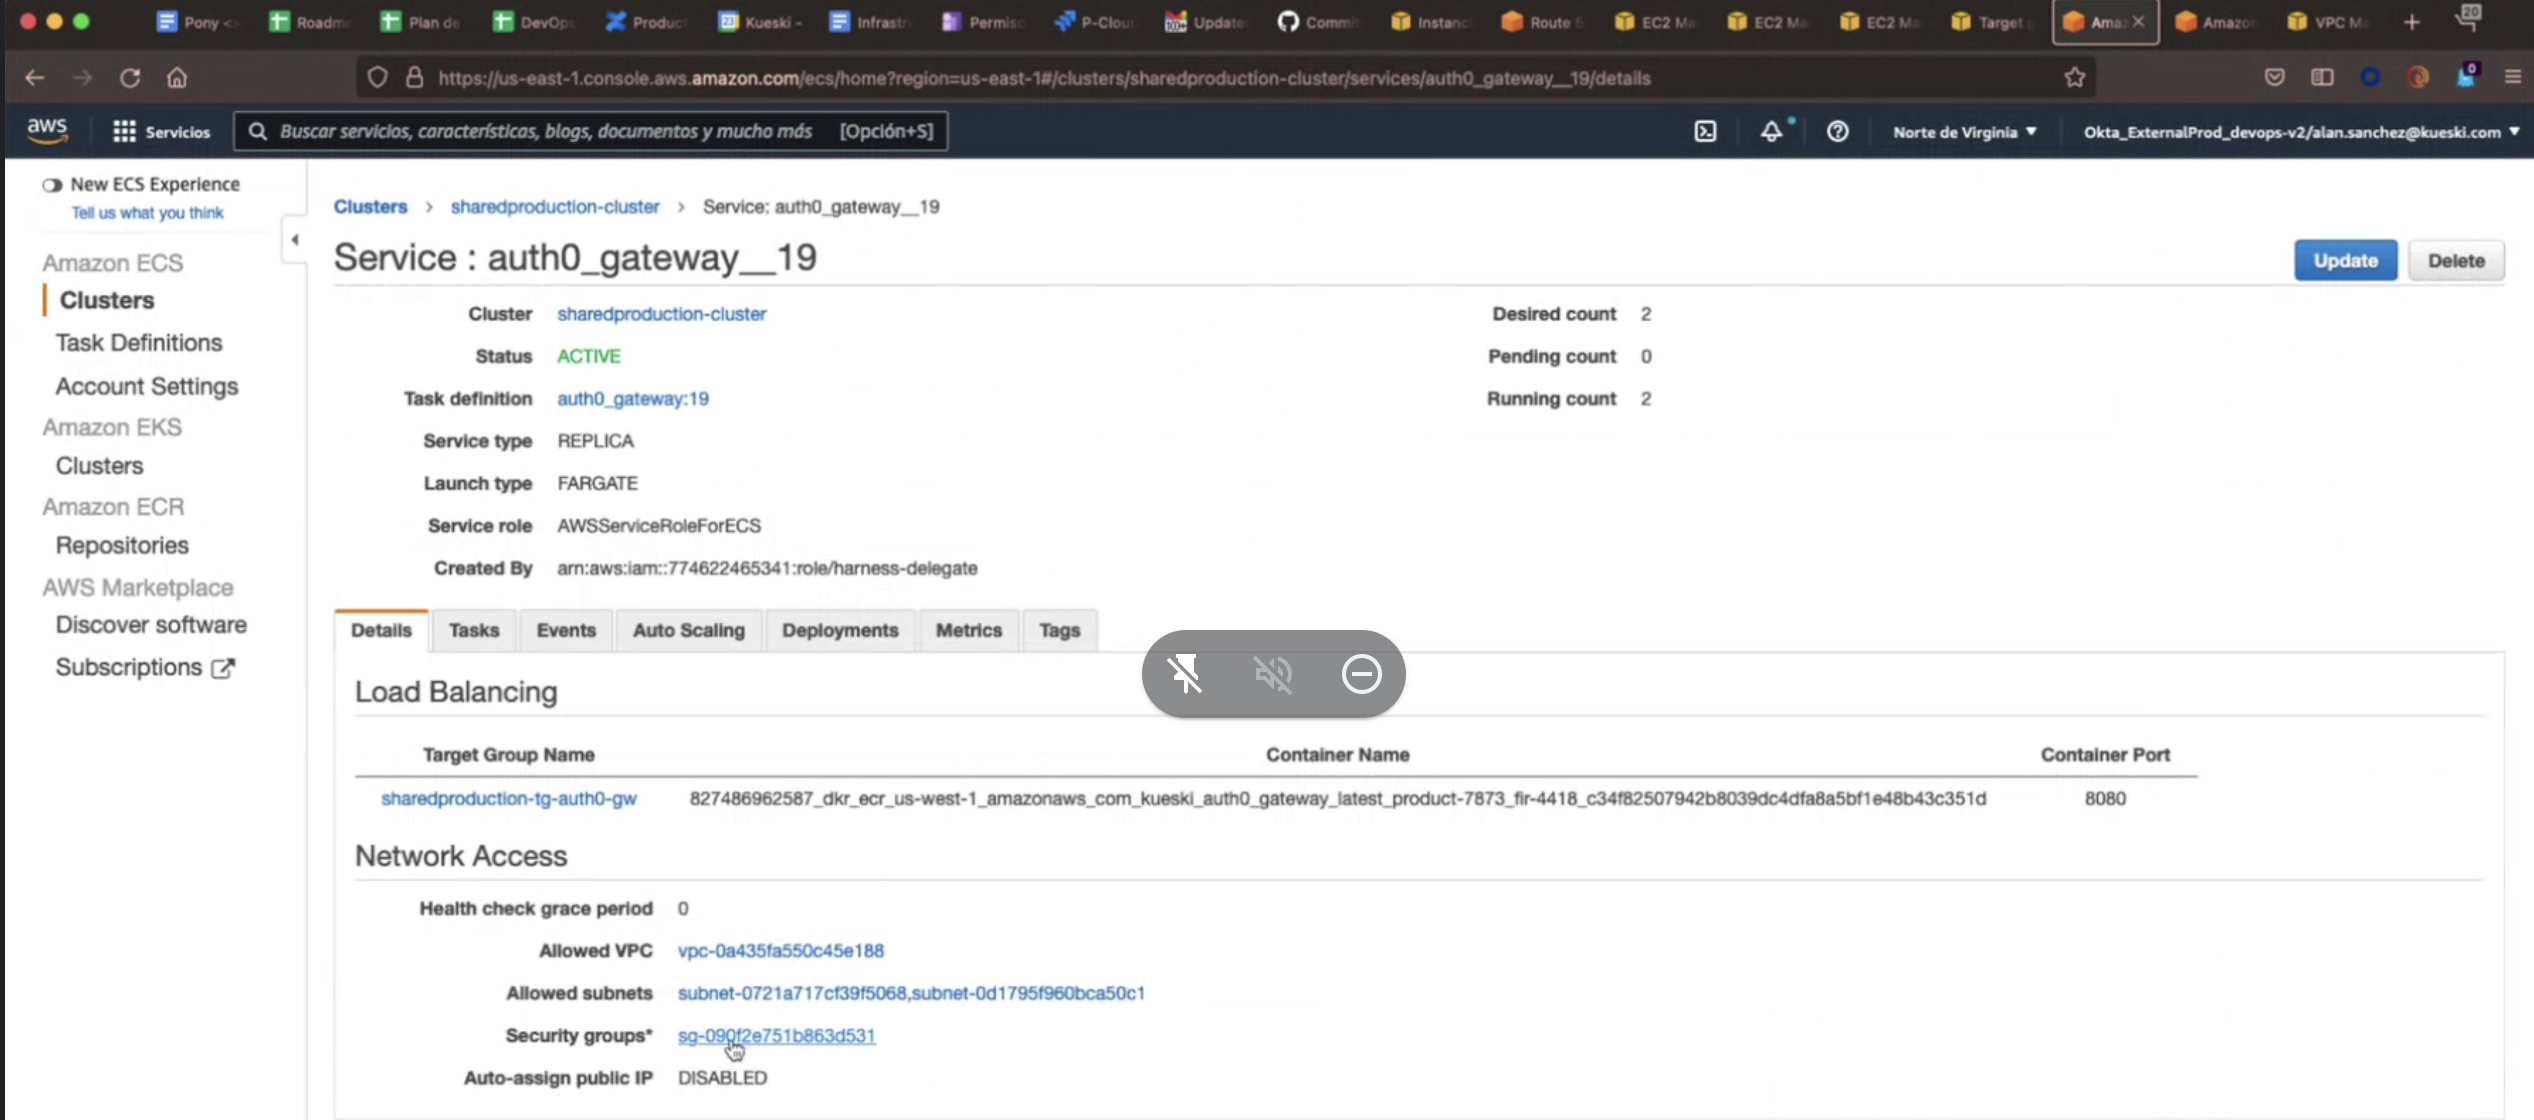 Pony
Roadm
Plan de
DevOp
Produc
Kueski -
Infrastr
Permis
P-Clou
Update
Commi
Instanc
Route
EC2 Ma
EC2 Ma
EC2 Ma
Target
Ama
Amazo
VPC M
20
https://us-east-1.console.aws.amazon.com/ecs/home?region=us-east-1#/clusters/sharedproduction-cluster/services/auth0_gateway__19/details
0
aws
Servicios
Buscar servicios, características, blogs, documentos y mucho más [Opción+S]
Norte de Virginia
Okta_ExternalProd_devops-v2/alan.sanchez@kueski.com
New ECS Experience
Tell us what you think
Amazon ECS
Clusters
Task Definitions
Account Settings
Amazon EKS
Clusters
Amazon ECR
Repositories
AWS Marketplace
Discover software
Subscriptions
Clusters > sharedproduction-cluster > Service: auth0_gateway__19
Service : auth0_gateway__19
Update
Delete
Cluster sharedproduction-cluster
Status ACTIVE
Task definition auth0_gateway:19
Service type REPLICA
Launch type FARGATE
Service role AWSServiceRoleForECS
Created By arn:aws:iam::774622465341:role/harness-delegate
Desired count 2
Pending count 0
Running count 2
Details Tasks Events Auto Scaling Deployments Metrics Tags
Load Balancing
Target Group Name Container Name Container Port
sharedproduction-tg-auth0-gw 827486962587_dkr_ecr_us-west-1_amazonaws_com_kueski_auth0_gateway_latest_product-7873_fir-4418_c34f82507942b8039dc4dfa8a5bf1e48b43c351d 8080
Network Access
Health check grace period 0
Allowed VPC vpc-0a435fa550c45e188
Allowed subnets subnet-0721a717cf39f5068,subnet-0d1795f960bca50c1
Security groups* sg-090f2e751b863d531
Auto-assign public IP DISABLED